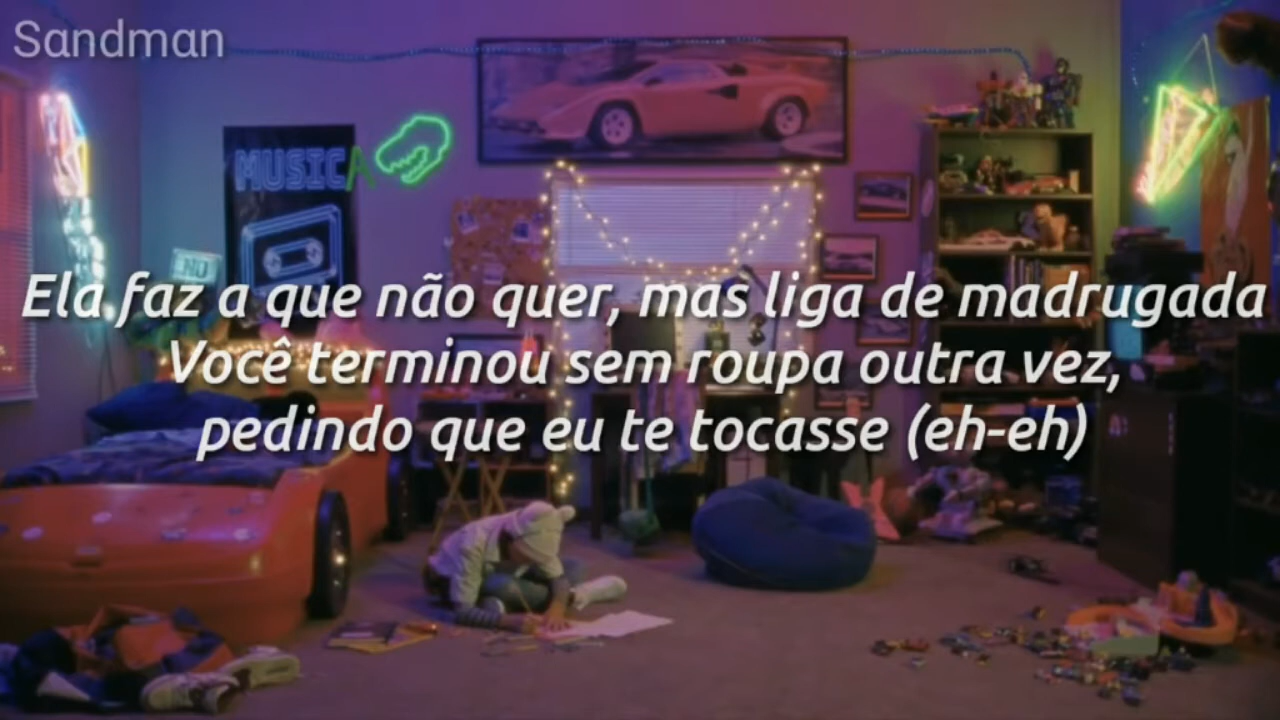 Sandman
MUSICA
NO
Ela faz a que não quer, mas liga de madrugada
Você terminou sem roupa outra vez,
pedindo que eu te tocasse (eh-eh)